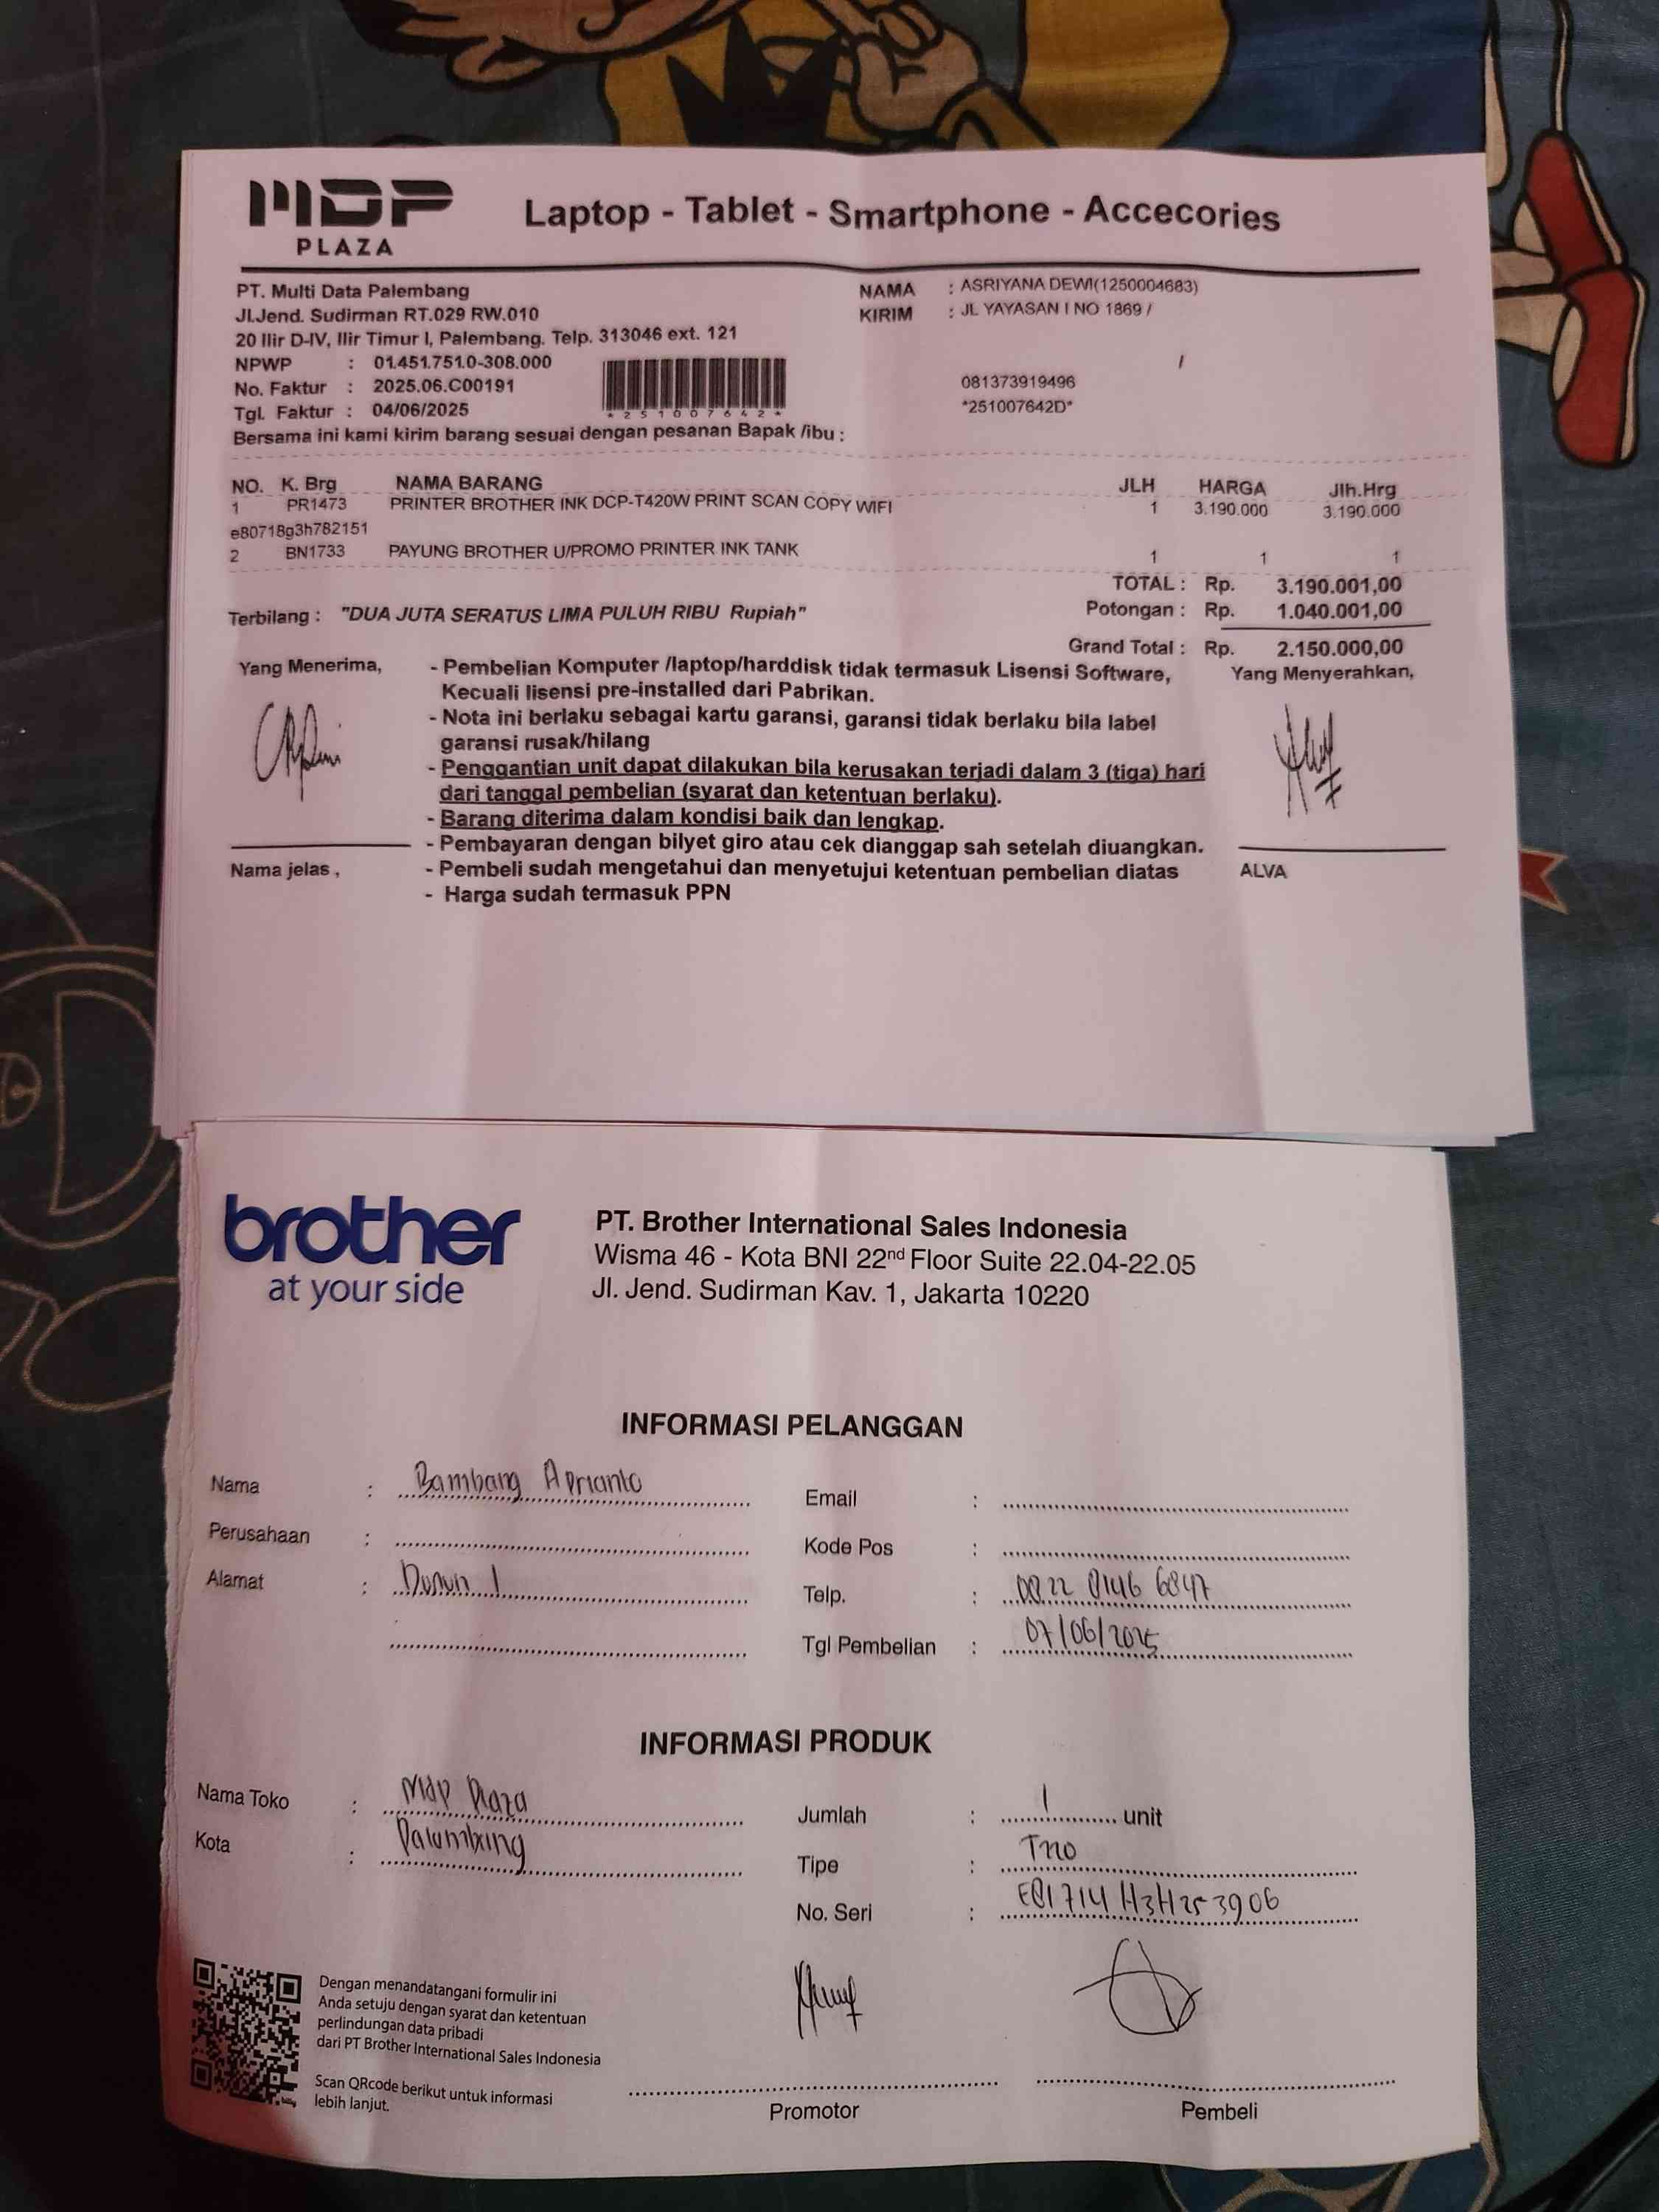 MDP
PLAZA
Laptop - Tablet - Smartphone - Accecories
PT. Multi Data Palembang
Jl.Jend. Sudirman RT.029 RW.010
20 Ilir D-IV, Ilir Timur I, Palembang. Telp. 313046 ext. 121
NPWP : 01.451.751.0-308.000
No. Faktur : 2025.06.C00191
Tgl. Faktur : 04/06/2025
*251007642*
NAMA : ASRIYANA DEWI(1250004683)
KIRIM : JL YAYASAN I NO 1869 /
/
081373919496
*251007642D*
Bersama ini kami kirim barang sesuai dengan pesanan Bapak /ibu :
NO. K. Brg NAMA BARANG JLH HARGA Jlh.Hrg
1 PR1473 PRINTER BROTHER INK DCP-T420W PRINT SCAN COPY WIFI 1 3.190.000 3.190.000
e80718g3h782151
2 BN1733 PAYUNG BROTHER U/PROMO PRINTER INK TANK 1 1 1
TOTAL : Rp. 3.190.001,00
Terbilang : "DUA JUTA SERATUS LIMA PULUH RIBU Rupiah" Potongan : Rp. 1.040.001,00
Grand Total : Rp. 2.150.000,00
Yang Menerima,
- Pembelian Komputer /laptop/harddisk tidak termasuk Lisensi Software,
Kecuali lisensi pre-installed dari Pabrikan.
- Nota ini berlaku sebagai kartu garansi, garansi tidak berlaku bila label
garansi rusak/hilang
- Penggantian unit dapat dilakukan bila kerusakan terjadi dalam 3 (tiga) hari
dari tanggal pembelian (syarat dan ketentuan berlaku).
- Barang diterima dalam kondisi baik dan lengkap.
- Pembayaran dengan bilyet giro atau cek dianggap sah setelah diuangkan.
- Pembeli sudah mengetahui dan menyetujui ketentuan pembelian diatas
- Harga sudah termasuk PPN
Yang Menyerahkan,
Nama jelas ,
ALVA
brother
at your side
PT. Brother International Sales Indonesia
Wisma 46 - Kota BNI 22nd Floor Suite 22.04-22.05
Jl. Jend. Sudirman Kav. 1, Jakarta 10220
INFORMASI PELANGGAN
Nama : Bambang Aprianto
Perusahaan :
Alamat : 
Email :
Kode Pos :
Telp. : 0822 8146 6847
Tgl Pembelian : 07/06/2025
INFORMASI PRODUK
Nama Toko : Mdp Plaza
Kota : Palembang
Jumlah : 1 unit
Tipe :
No. Seri :
Dengan menandatangani formulir ini
Anda setuju dengan syarat dan ketentuan
perlindungan data pribadi
dari PT Brother International Sales Indonesia
Scan QRcode berikut untuk informasi
lebih lanjut.
Promotor
Pembeli